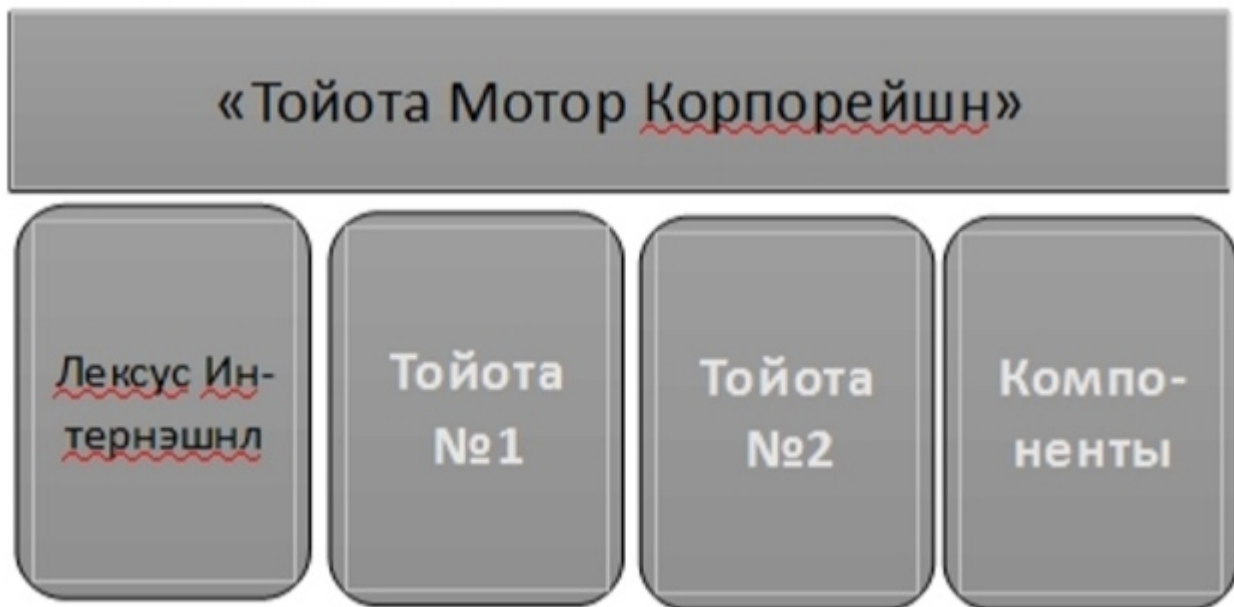 «Тойота Мотор Корпорейшн»
Лексус Ин-
тернэшнл
Тойота
№1
Тойота
№2
Компо-
ненты